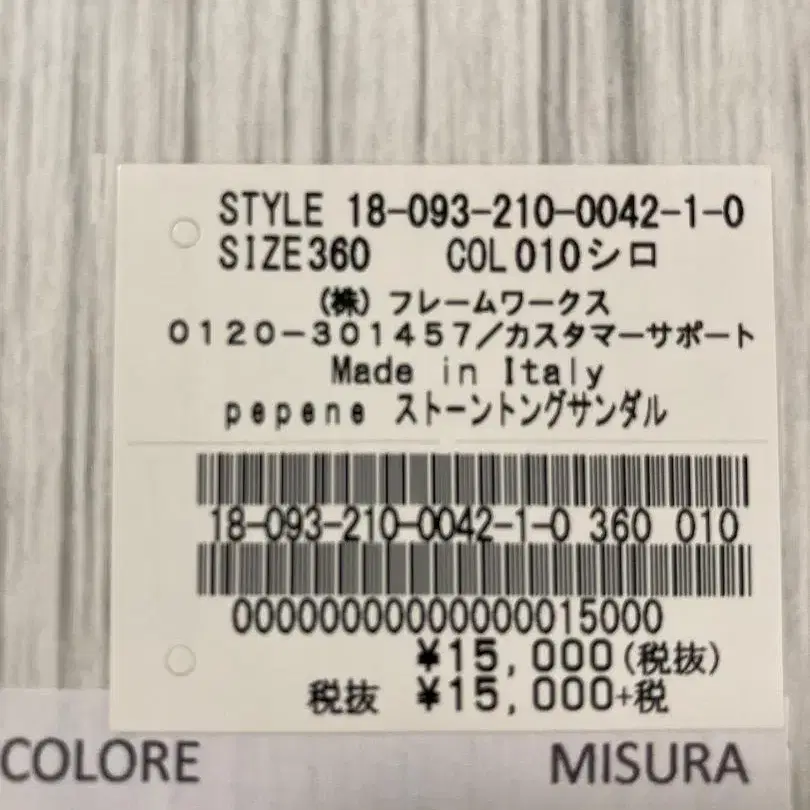 STYLE 18-093-210-0042-1-0
SIZE360 COL010シロ
(株) フレームワークス
0120-301457/カスタマーサポート
Made in Italy
pepene ストーントングサンダル
18-093-210-0042-1-0 360 010
00000000000000015000
¥15,000(税抜)
税抜 ¥15,000+税
COLORE MISURA